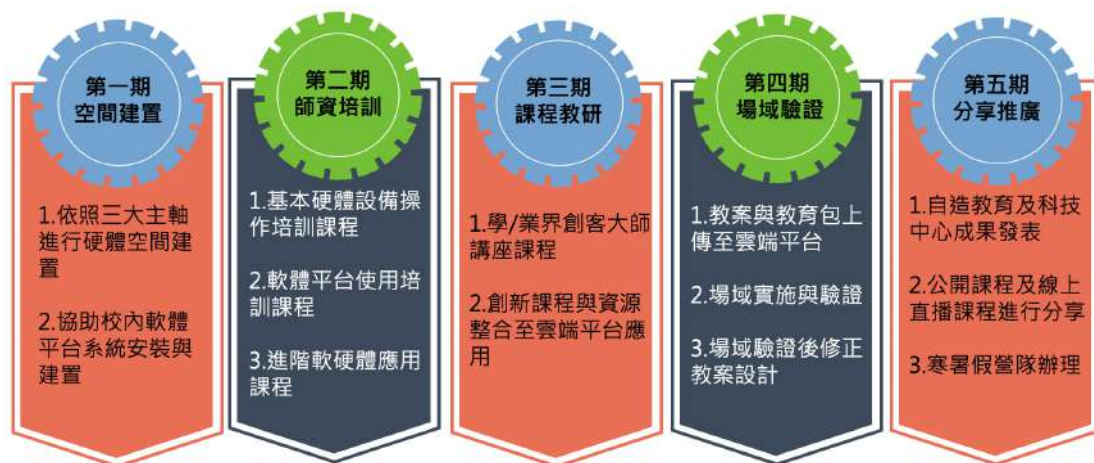 第一期
空間建置
1.依照三大主軸
進行硬體空間建
置
2.協助校內軟體
平台系統安裝與
建置
第二期
師資培訓
1.基本硬體設備操
作培訓課程
2.軟體平台使用培
訓課程
3.進階軟硬體應用
課程
第三期
課程教研
1.學/業界創客大師
講座課程
2.創新課程與資源
整合至雲端平台應
用
第四期
場域驗證
1.教案與教育包上
傳至雲端平台
2.場域實施與驗證
3.場域驗證後修正
教案設計
第五期
分享推廣
1.自造教育及科技
中心成果發表
2.公開課程及線上
直播課程進行分享
3.寒暑假營隊辦理